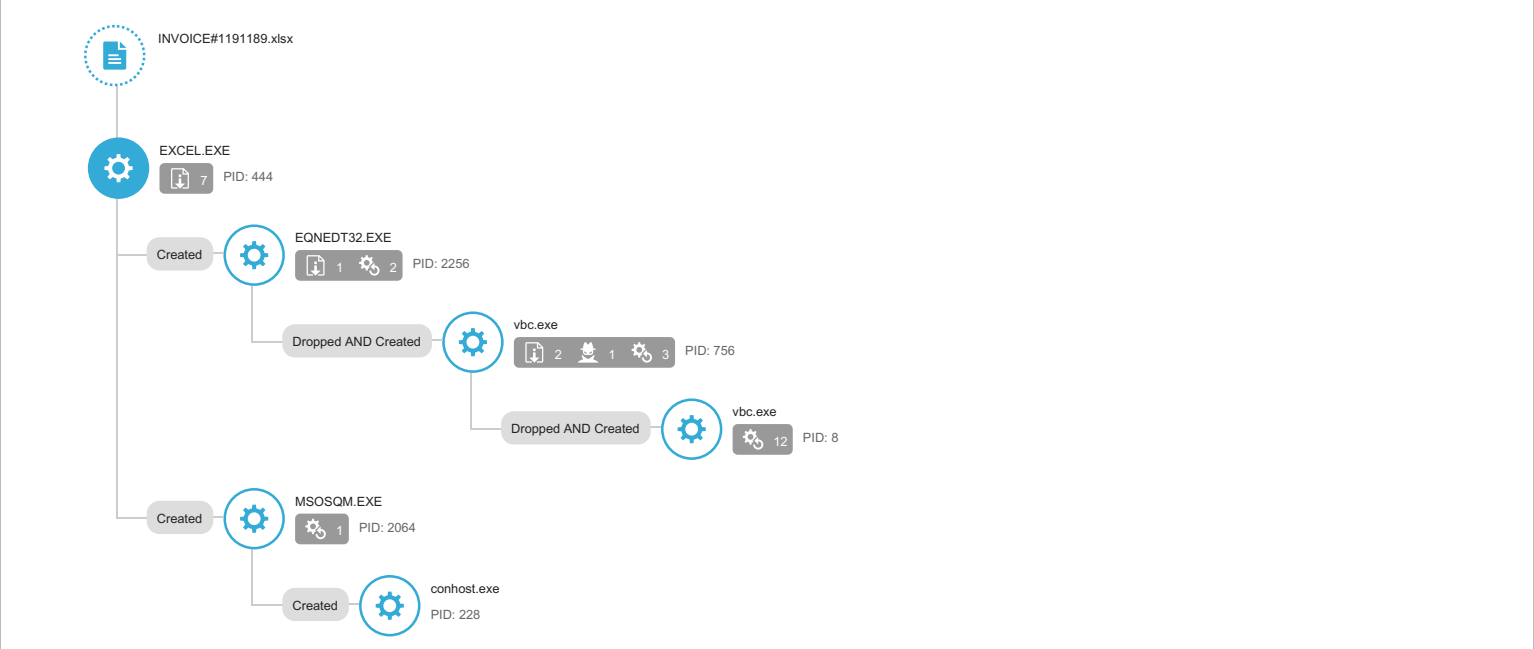 INVOICE#1191189.xlsx
EXCEL.EXE
7 PID: 444
Created
EQNEDT32.EXE
1 2 PID: 2256
Dropped AND Created
vbc.exe
2 1 3 PID: 756
Dropped AND Created
vbc.exe
12 PID: 8
Created
MSOSQM.EXE
1 PID: 2064
Created
conhost.exe
PID: 228